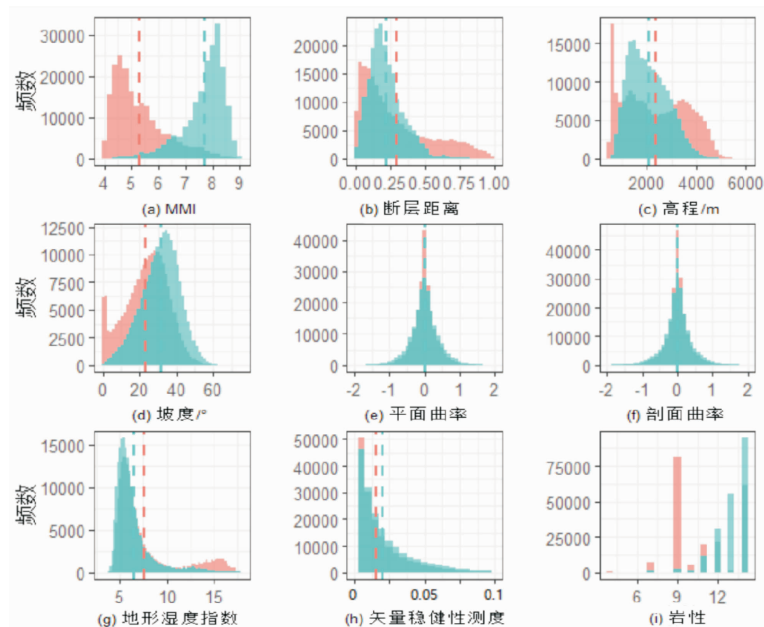 频数
30000
20000
10000
0
4 5 6 7 8 9
(a) MMI
20000
15000
10000
5000
0
0.00 0.25 0.50 0.75 1.00
(b) 断层距离
15000
10000
5000
0
2000 4000 6000
(c) 高程/m
频数
12500
10000
7500
5000
2500
0
0 20 40 60
(d) 坡度/°
40000
30000
20000
10000
0
-2 -1 0 1 2
(e) 平面曲率
40000
30000
20000
10000
0
-2 -1 0 1 2
(f) 剖面曲率
频数
15000
10000
5000
0
5 10 15
(g) 地形湿度指数
50000
40000
30000
20000
10000
0
0 0.05 0.1
(h) 矢量稳健性测度
75000
50000
25000
0
6 9 12
(i) 岩性